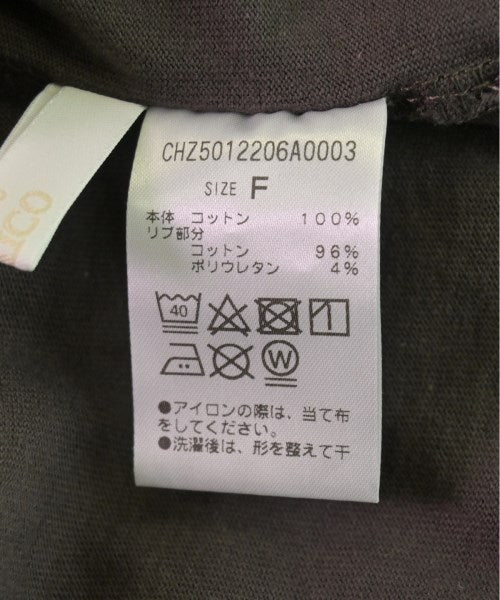 CHZ5012206A0003
SIZE F
本体 コットン 100%
リブ部分
コットン 96%
ポリウレタン 4%
40
W
●アイロンの際は、当て布
をしてください。
●洗濯後は、形を整えて干